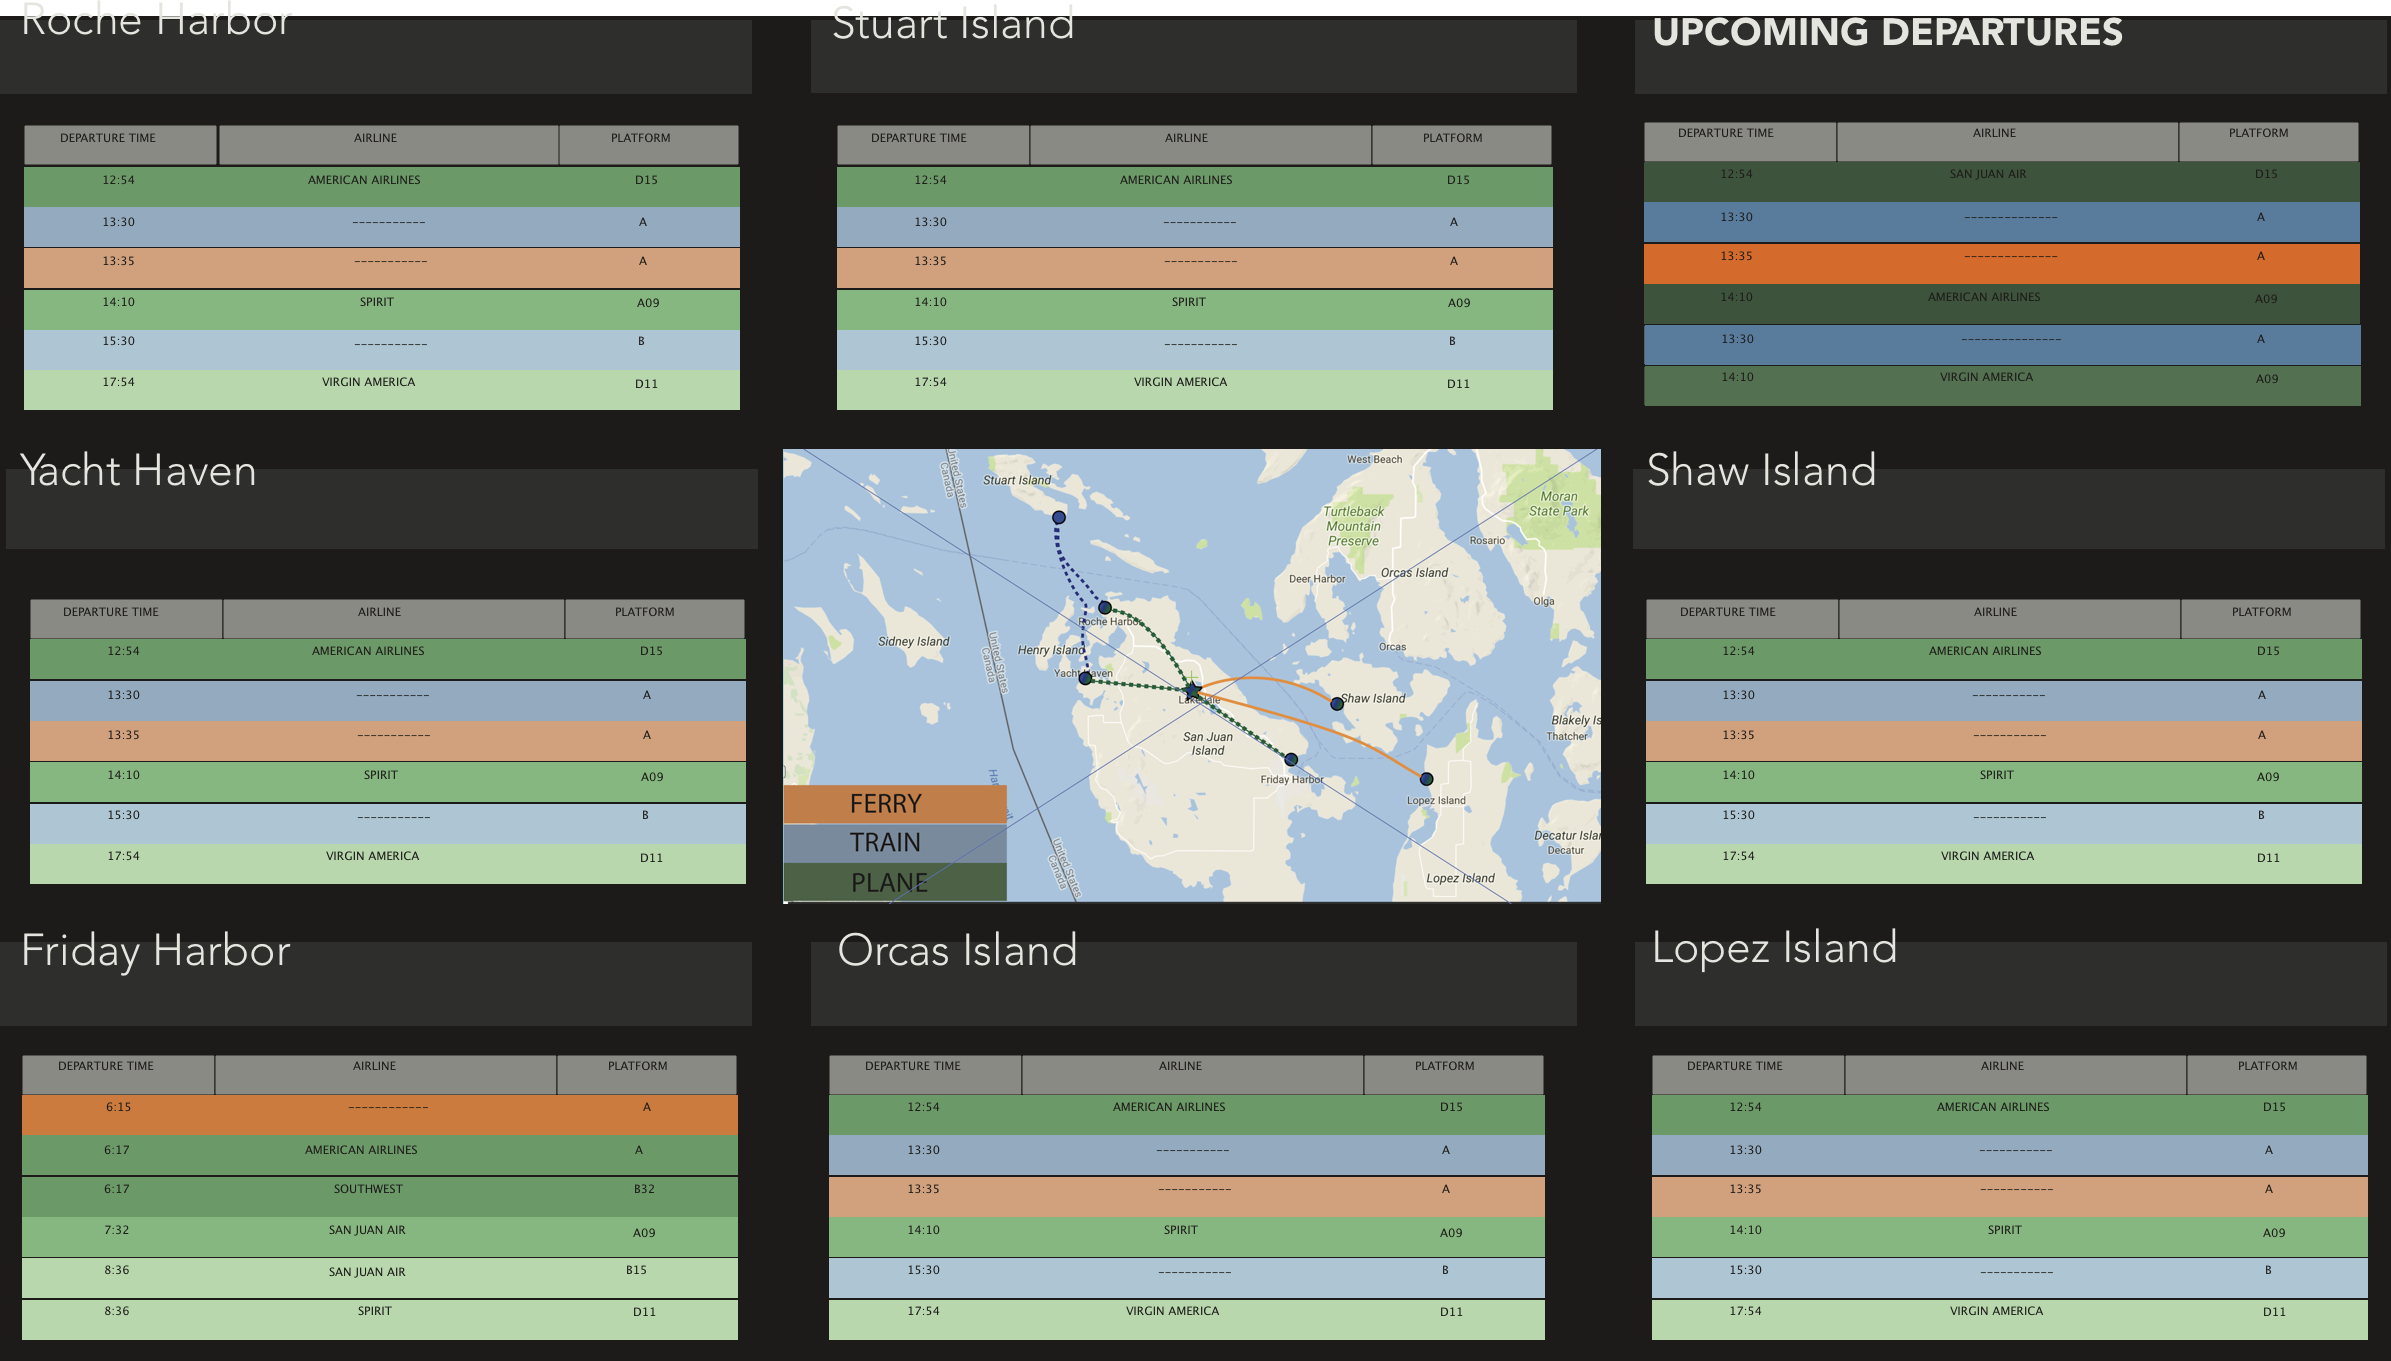 Roche Harbor
DEPARTURE TIME AIRLINE PLATFORM
12:54 AMERICAN AIRLINES D15
13:30 ----------- A
13:35 ----------- A
14:10 SPIRIT A09
15:30 ----------- B
17:54 VIRGIN AMERICA D11
Stuart Island
DEPARTURE TIME AIRLINE PLATFORM
12:54 AMERICAN AIRLINES D15
13:30 ----------- A
13:35 ----------- A
14:10 SPIRIT A09
15:30 ----------- B
17:54 VIRGIN AMERICA D11
UPCOMING DEPARTURES
DEPARTURE TIME AIRLINE PLATFORM
12:54 SAN JUAN AIR D15
13:30 -------------- A
13:35 -------------- A
14:10 AMERICAN AIRLINES A09
13:30 --------------- A
14:10 VIRGIN AMERICA A09
Yacht Haven
DEPARTURE TIME AIRLINE PLATFORM
12:54 AMERICAN AIRLINES D15
13:30 ----------- A
13:35 ----------- A
14:10 SPIRIT A09
15:30 ----------- B
17:54 VIRGIN AMERICA D11
West Beach
United States
Canada
Stuart Island
Moran
State Park
Turtleback
Mountain
Preserve
Rosario
Deer Harbor
Orcas Island
Olga
Roche Harbor
Sidney Island
United States
Canada
Henry Island
Orcas
Yacht Haven
Lakedale
Shaw Island
Blakely Is
Thatcher
San Juan
Island
Friday Harbor
Lopez Island
FERRY
TRAIN
PLANE
United States
Canada
Decatur Islan
Decatur
Lopez Island
Shaw Island
DEPARTURE TIME AIRLINE PLATFORM
12:54 AMERICAN AIRLINES D15
13:30 ----------- A
13:35 ----------- A
14:10 SPIRIT A09
15:30 ----------- B
17:54 VIRGIN AMERICA D11
Friday Harbor
DEPARTURE TIME AIRLINE PLATFORM
6:15 ------------ A
6:17 AMERICAN AIRLINES A
6:17 SOUTHWEST B32
7:32 SAN JUAN AIR A09
8:36 SAN JUAN AIR B15
8:36 SPIRIT D11
Orcas Island
DEPARTURE TIME AIRLINE PLATFORM
12:54 AMERICAN AIRLINES D15
13:30 ----------- A
13:35 ----------- A
14:10 SPIRIT A09
15:30 ----------- B
17:54 VIRGIN AMERICA D11
Lopez Island
DEPARTURE TIME AIRLINE PLATFORM
12:54 AMERICAN AIRLINES D15
13:30 ----------- A
13:35 ----------- A
14:10 SPIRIT A09
15:30 ----------- B
17:54 VIRGIN AMERICA D11